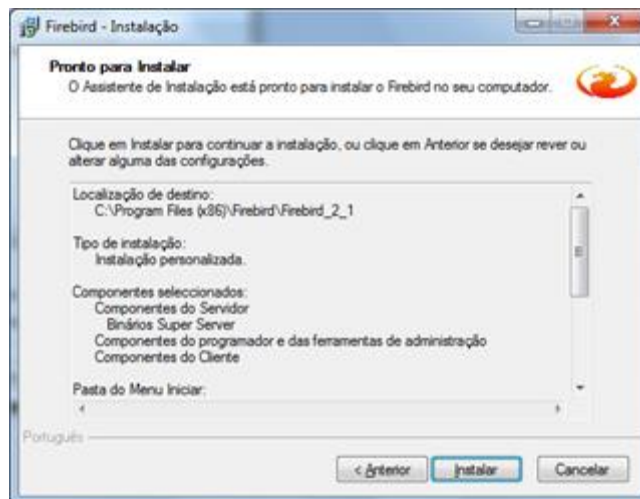 Firebird - Instalação
Pronto para Instalar
O Assistente de Instalação está pronto para instalar o Firebird no seu computador.
Clique em Instalar para continuar a instalação, ou clique em Anterior se desejar rever ou
alterar alguma das configurações.
Localização de destino:
C:\Program Files (x86)\Firebird\Firebird_2_1
Tipo de instalação:
Instalação personalizada.
Componentes seleccionados:
Componentes do Servidor
Binários Super Server
Componentes do programador e das ferramentas de administração
Componentes do Cliente
Pasta do Menu Iniciar:
Português
< Anterior
Instalar
Cancelar